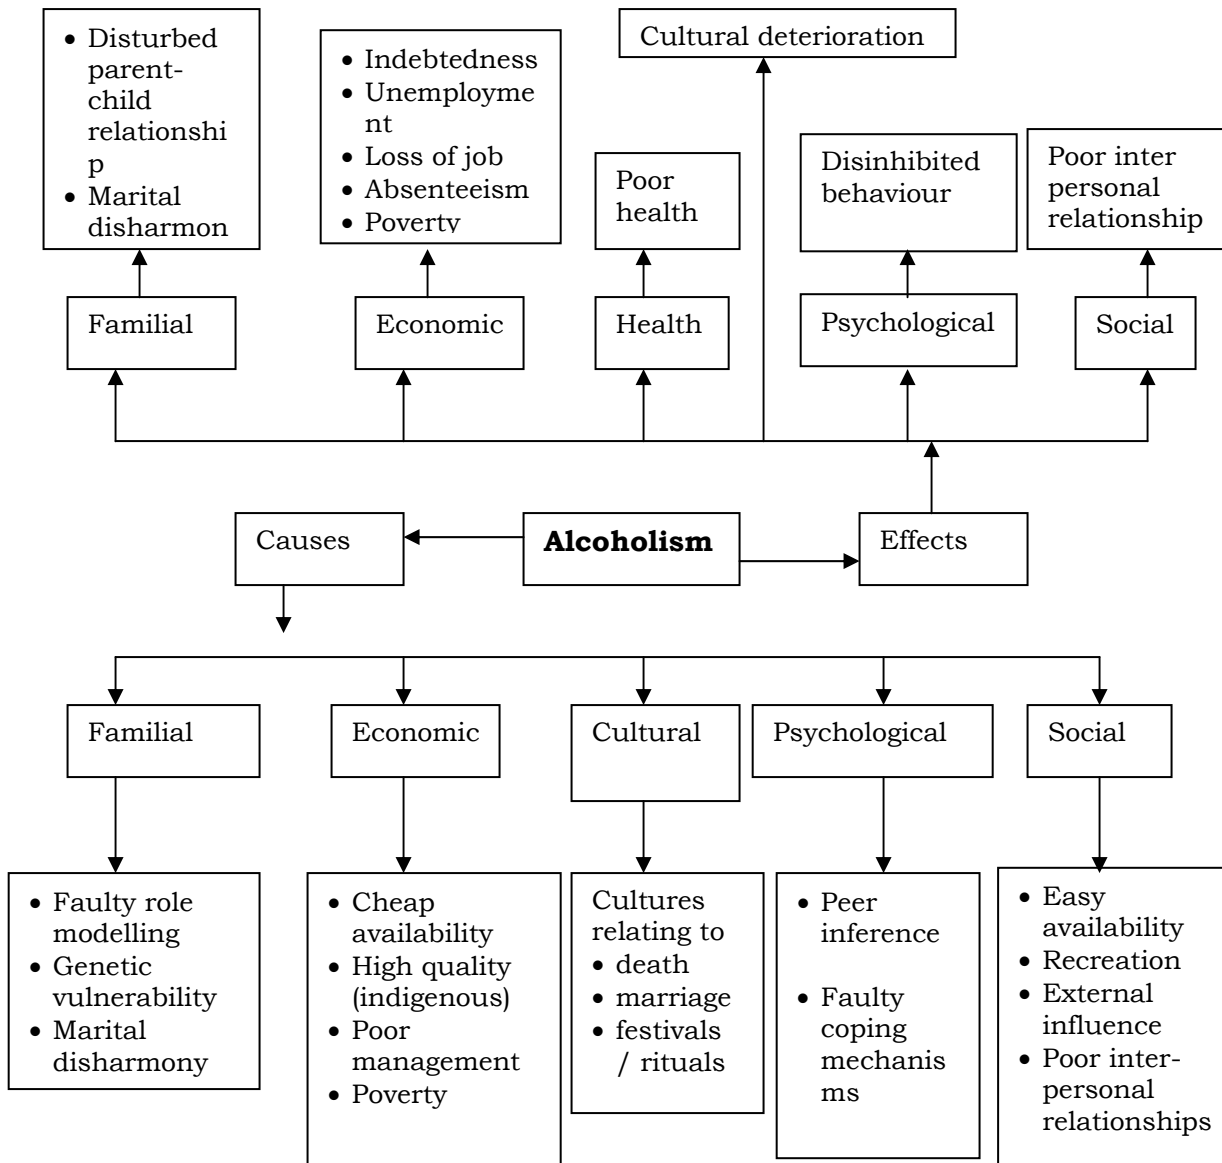 • Disturbed
parent-
child
relationshi
p
• Marital
disharmon
• Indebtedness
• Unemployme
nt
• Loss of job
• Absenteeism
• Poverty
Cultural deterioration
Poor
health
Disinhibited
behaviour
Poor inter
personal
relationship
Familial
Economic
Health
Psychological
Social
Causes
Alcoholism
Effects
Familial
Economic
Cultural
Psychological
Social
• Faulty role
modelling
• Genetic
vulnerability
• Marital
disharmony
• Cheap
availability
• High quality
(indigenous)
• Poor
management
• Poverty
Cultures
relating to
• death
• marriage
• festivals
/ rituals
• Peer
inference
• Faulty
coping
mechanis
ms
• Easy
availability
• Recreation
• External
influence
• Poor inter-
personal
relationships